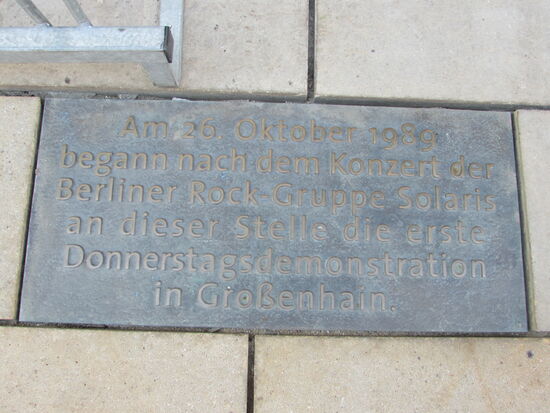 Am 26. Oktober 1989
begann nach dem Konzert der
Berliner Rock-Gruppe Solaris
an dieser Stelle die erste
Donnerstagsdemonstration
in Großenhain.